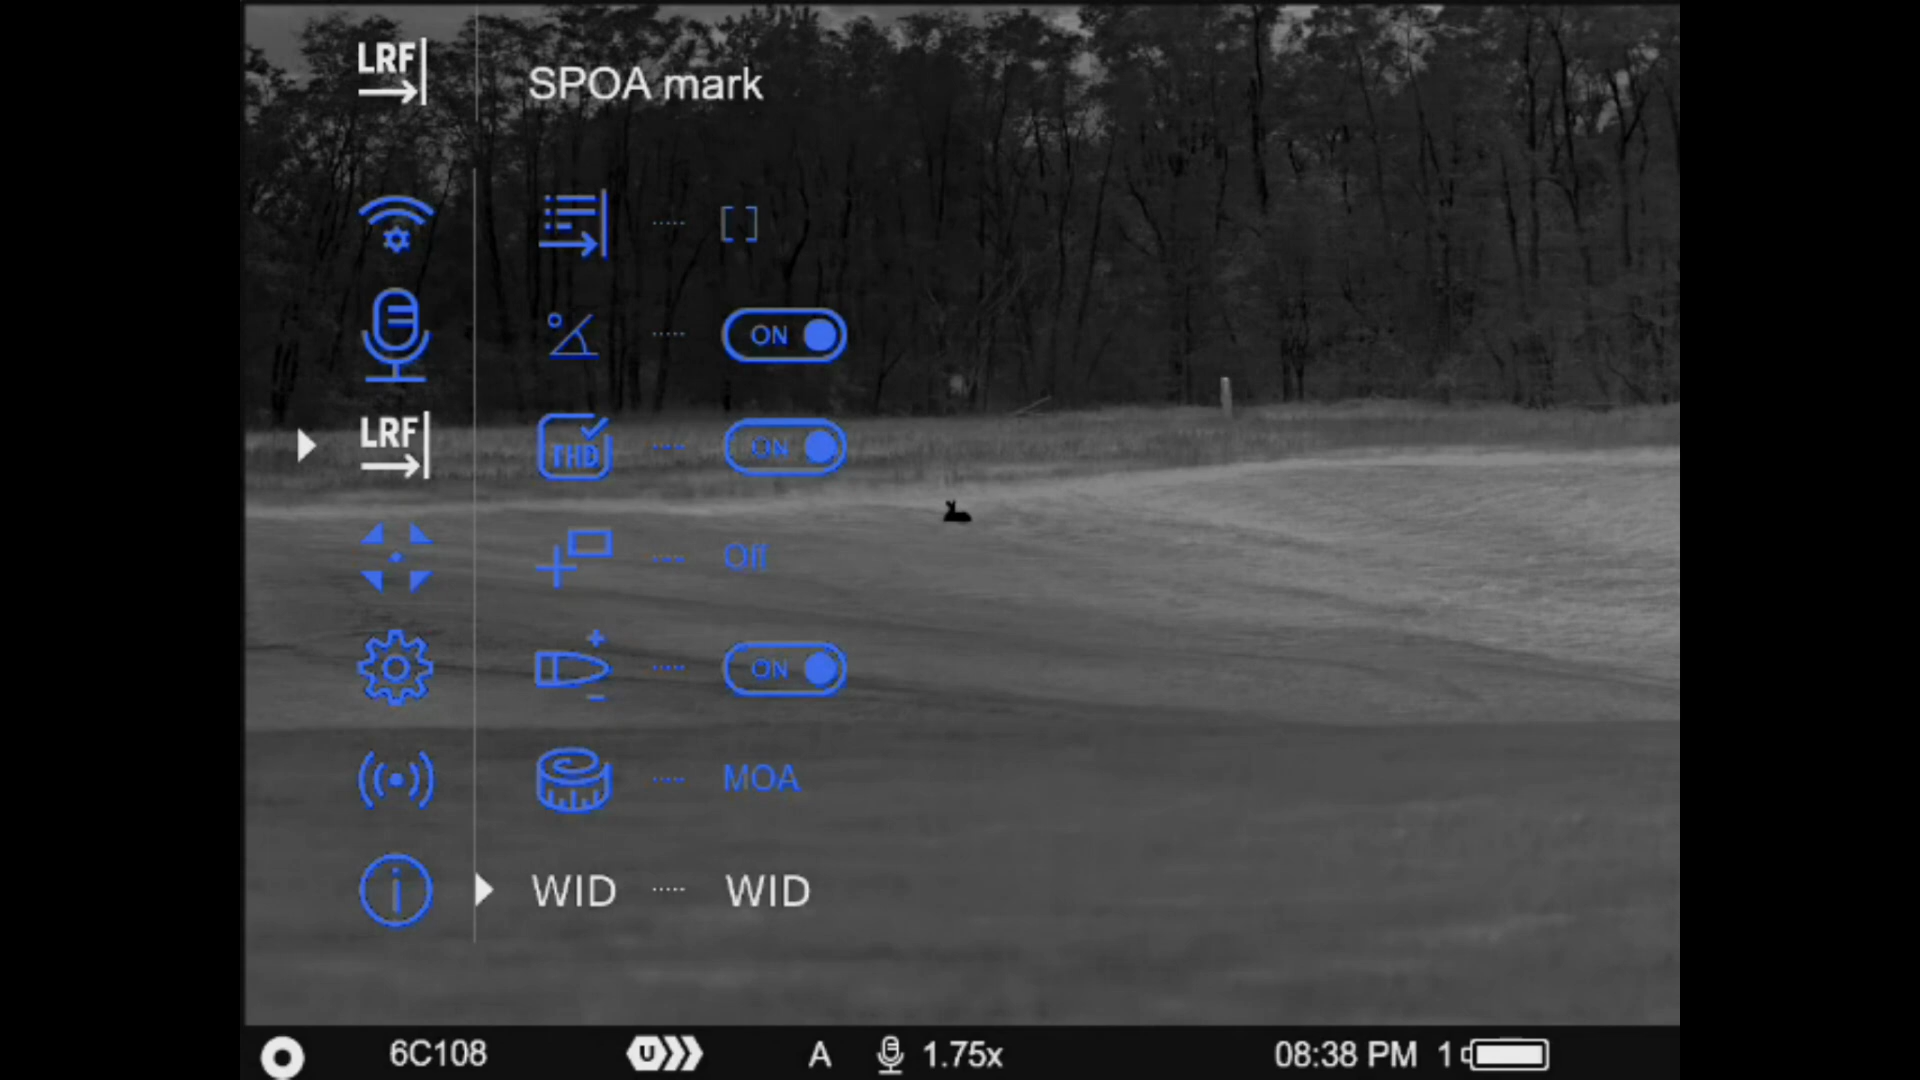 LRF
SPOA mark
ON
LRF
THD
ON
Off
ON
MOA
WID
WID
6C108
U
A
1.75x
08:38 PM
1